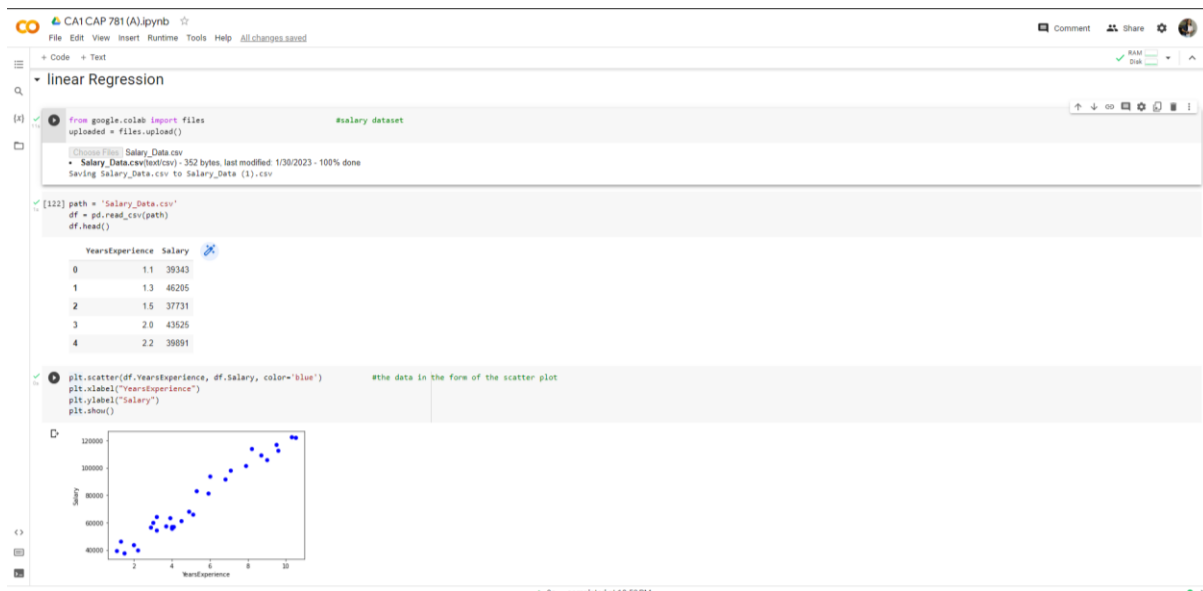 CA1 CAP 781 (A).ipynb
File Edit View Insert Runtime Tools Help All changes saved
Comment Share
+ Code + Text
RAM
Disk
linear Regression
from google.colab import files #salary dataset
uploaded = files.upload()
Choose Files Salary_Data.csv
• Salary_Data.csv(text/csv) - 352 bytes, last modified: 1/30/2023 - 100% done
Saving Salary_Data.csv to Salary_Data (1).csv
[122] path = 'Salary_Data.csv'
df = pd.read_csv(path)
df.head()
YearsExperience Salary
0 1.1 39343
1 1.3 46205
2 1.5 37731
3 2.0 43525
4 2.2 39891
plt.scatter(df.YearsExperience, df.Salary, color='blue') #the data in the form of the scatter plot
plt.xlabel("YearsExperience")
plt.ylabel("Salary")
plt.show()
120000
100000
80000
60000
40000
Salary
2 4 6 8 10
YearsExperience